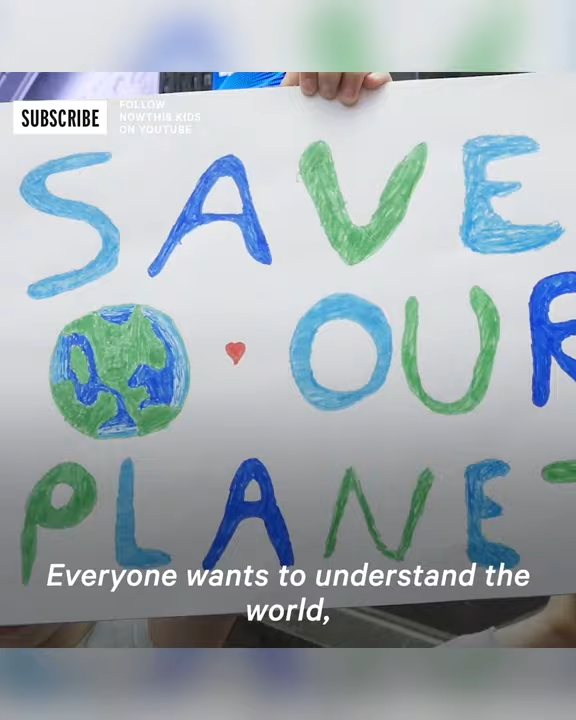 SUBSCRIBE
FOLLOW
NOWTHIS KIDS
ON YOUTUBE
SAVE
OUR
PLANET
Everyone wants to understand the
world,